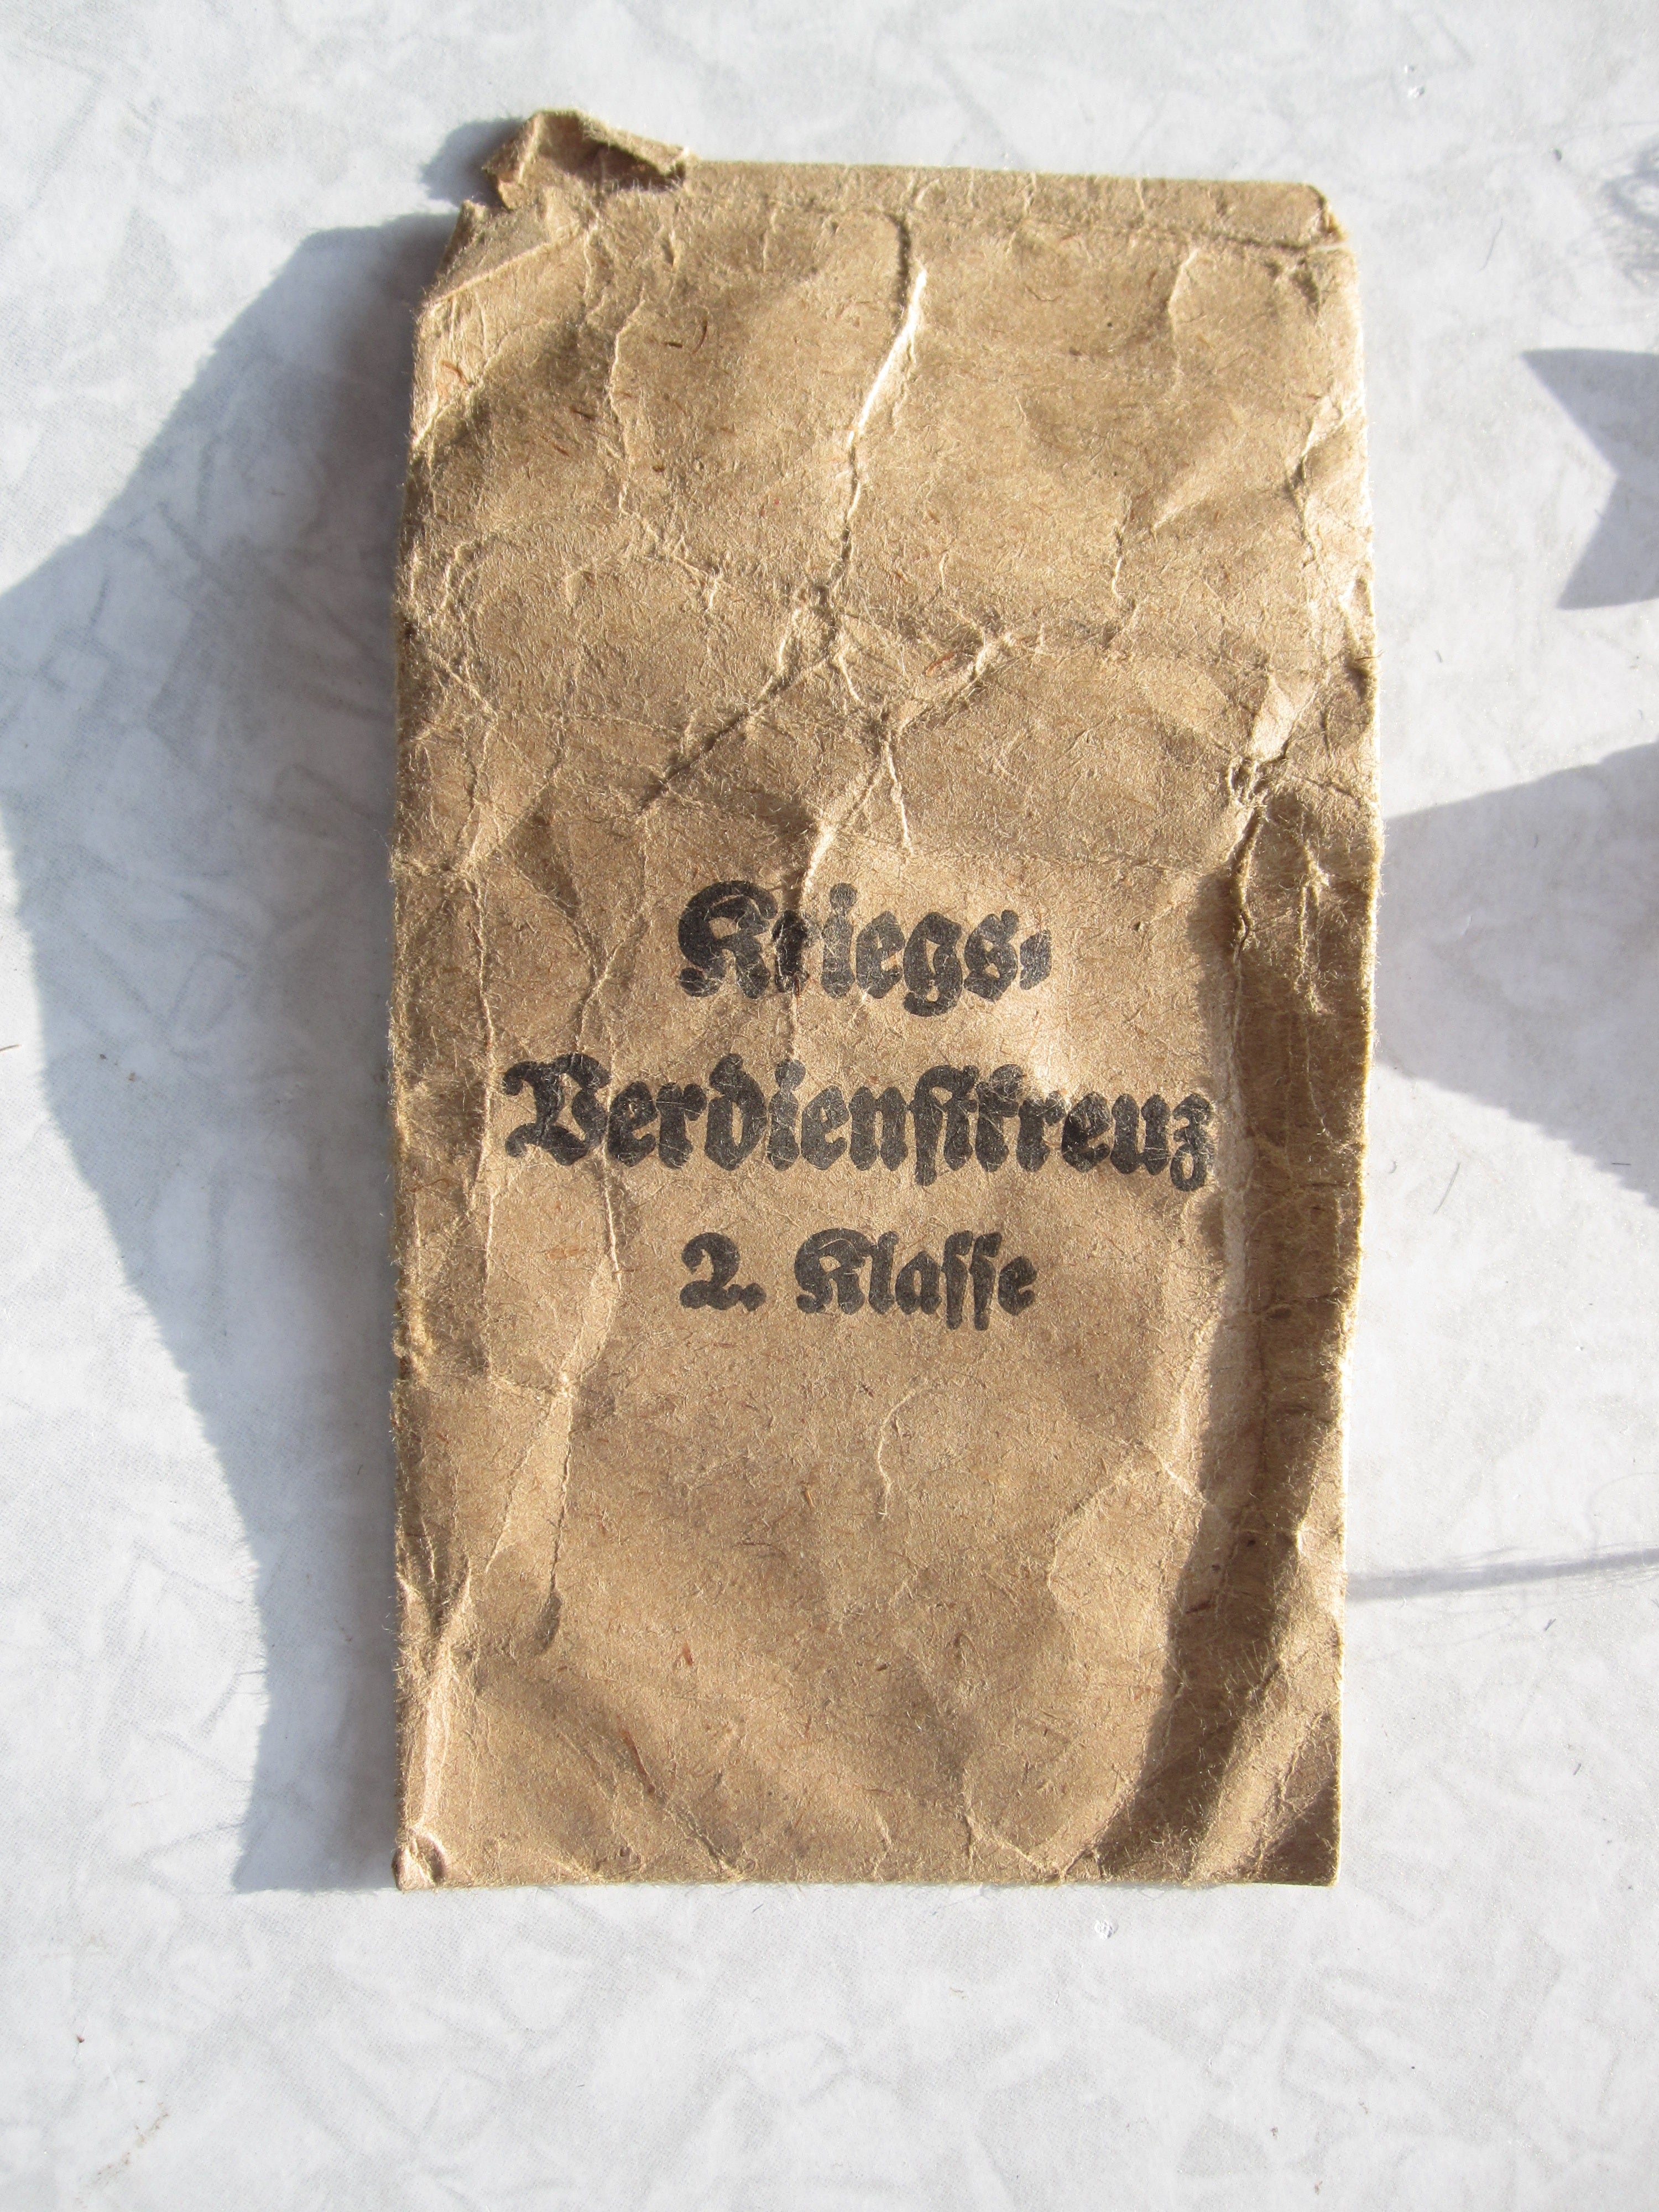 Kriegs-
Verdienſtkreuz
2. Klaſſe